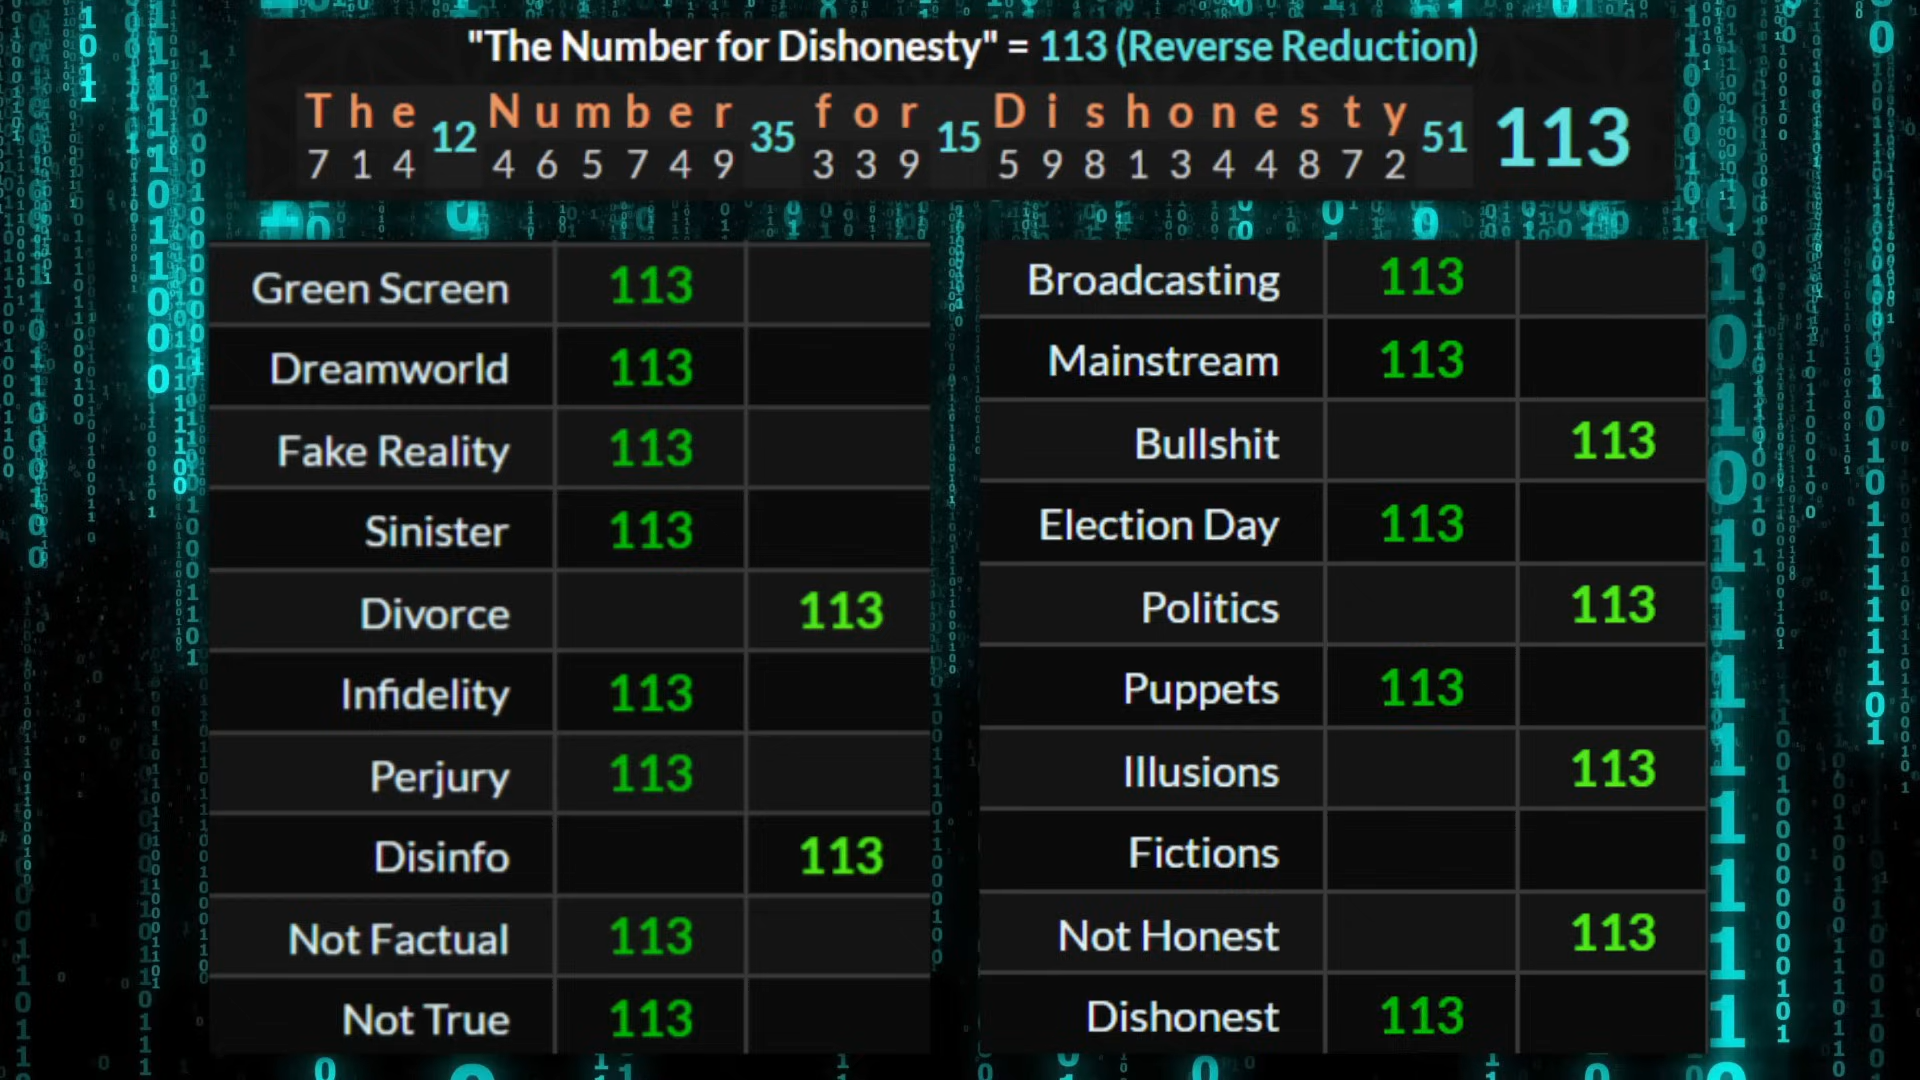 "The Number for Dishonesty" = 113 (Reverse Reduction)
The 12 Number 35 for 15 Dishonesty 51 113
7 1 4 4 6 5 7 4 9 3 3 9 5 9 8 1 3 4 4 8 7 2
Green Screen 113
Dreamworld 113
Fake Reality 113
Sinister 113
Divorce 113
Infidelity 113
Perjury 113
Disinfo 113
Not Factual 113
Not True 113
Broadcasting 113
Mainstream 113
Bullshit 113
Election Day 113
Politics 113
Puppets 113
Illusions 113
Fictions
Not Honest 113
Dishonest 113